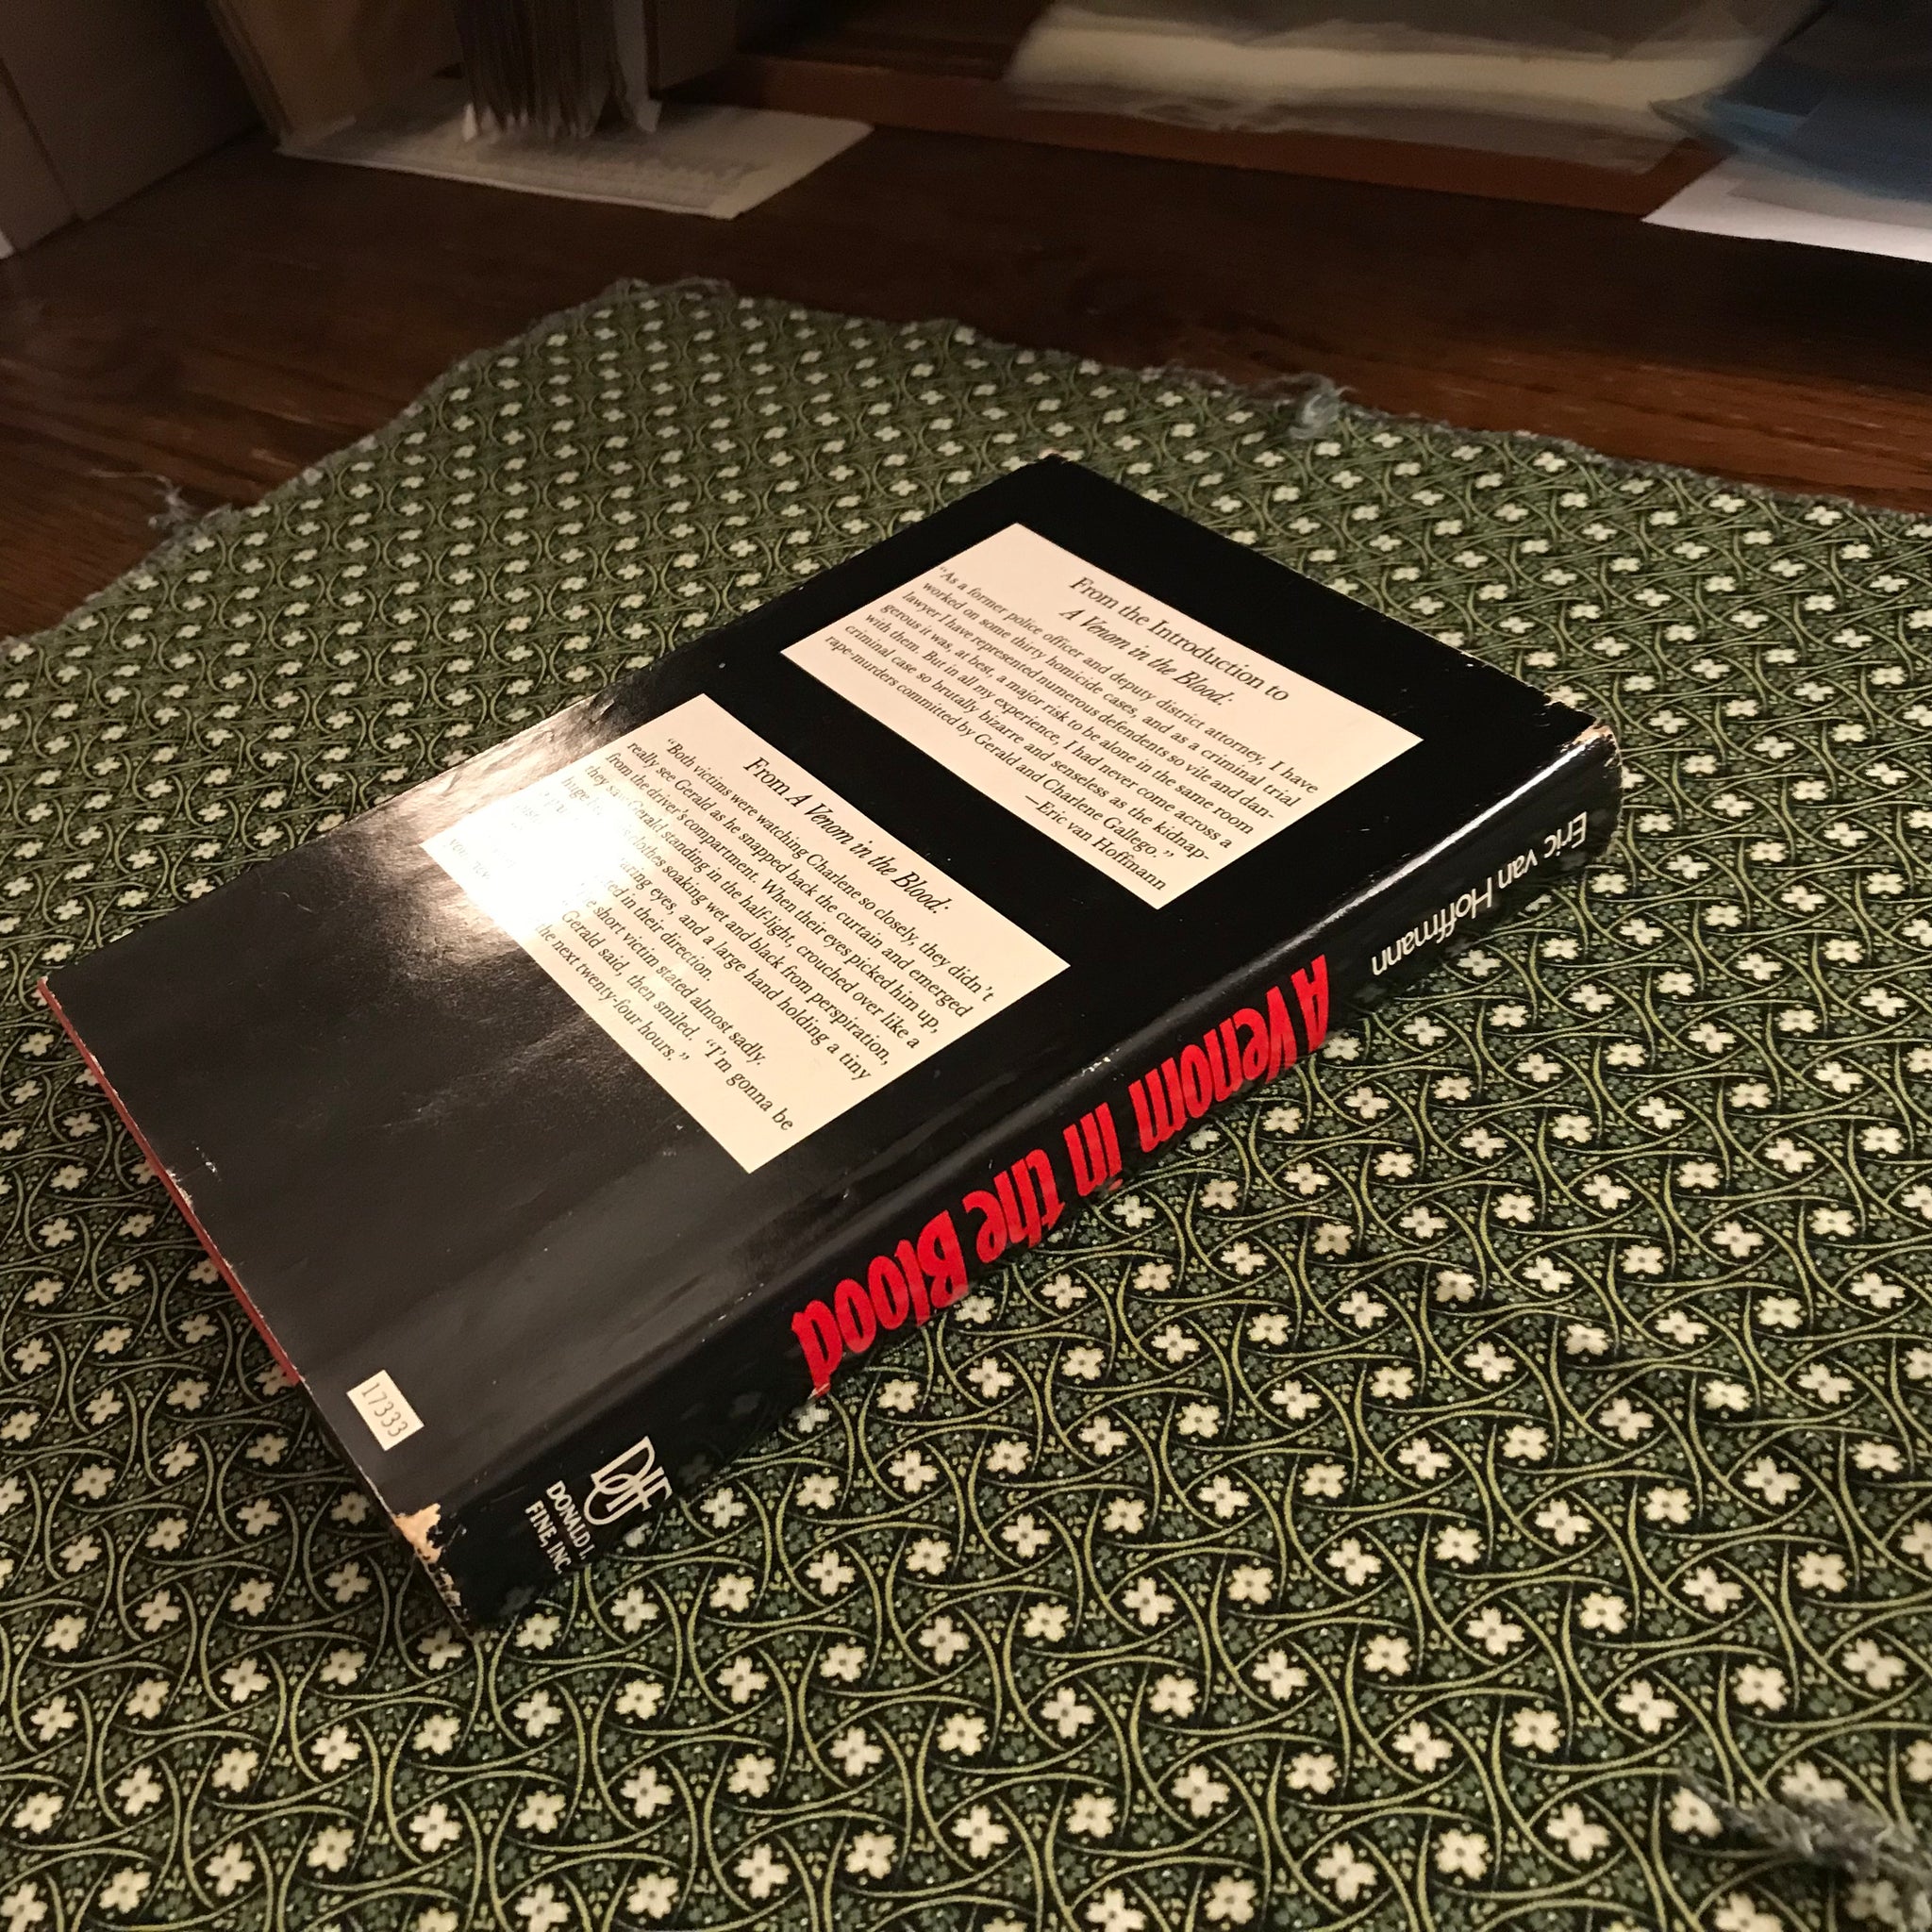 From the Introduction to
A Venom in the Blood:
"As a former police officer and deputy district attorney, I have
worked on some thirty homicide cases, and as a criminal trial
lawyer I have represented numerous defendents so vile and dan-
gerous it was, at best, a major risk to be alone in the same room
with them. But in all my experience, I had never come across a
criminal case so brutally bizarre and senseless as the kidnap-
rape-murders committed by Gerald and Charlene Gallego."
—Eric van Hoffmann
From A Venom in the Blood:
"Both victims were watching Charlene so closely, they didn't
really see Gerald as he snapped back the curtain and emerged
from the driver's compartment. When their eyes picked him up,
they saw Gerald standing in the half-light, crouched over like a
clothes soaking wet and black from perspiration,
eyes, and a large hand holding a tiny
in their direction.
short victim stated almost sadly.
Gerald said, then smiled. "I'm gonna be
the next twenty-four hours."
17333
Eric van Hoffmann
A Venom in the Blood
DIF
DONALD I.
FINE, INC.